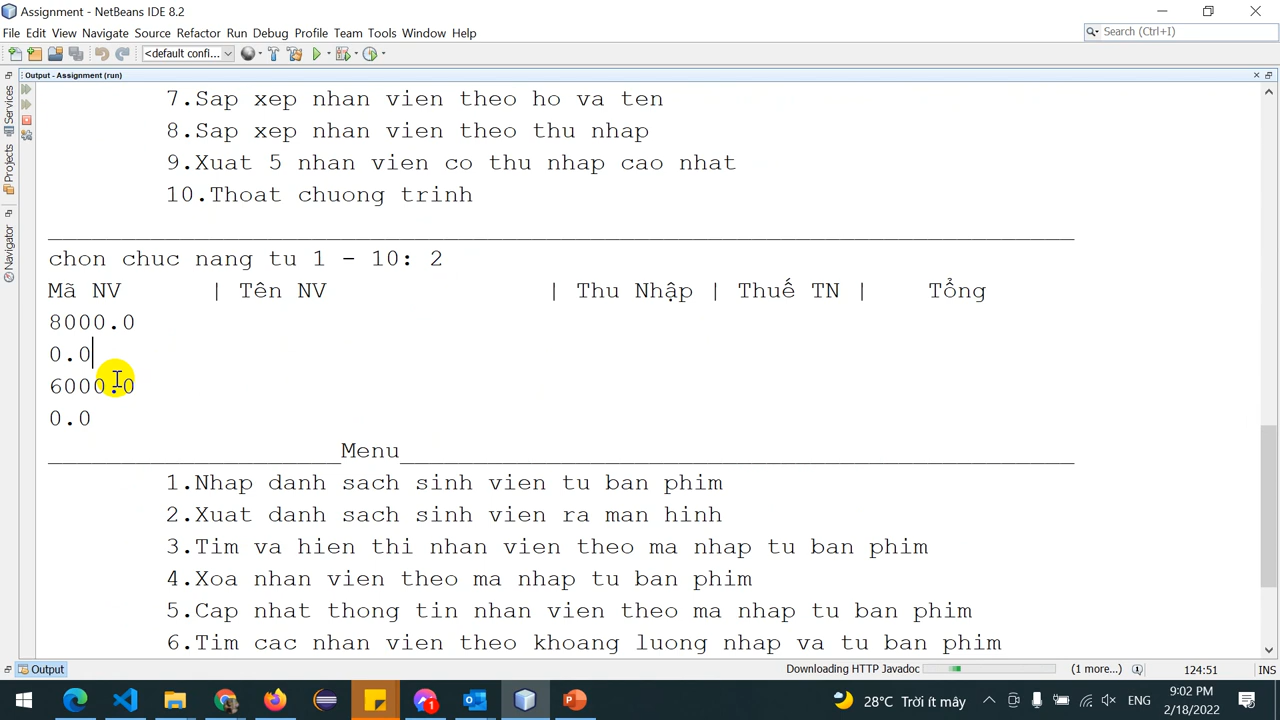 Assignment - NetBeans IDE 8.2
File Edit View Navigate Source Refactor Run Debug Profile Team Tools Window Help
Search (Ctrl+I)
<default confi...
Output - Assignment (run)
Services
Projects
Navigator
7.Sap xep nhan vien theo ho va ten
8.Sap xep nhan vien theo thu nhap
9.Xuat 5 nhan vien co thu nhap cao nhat
10.Thoat chuong trinh
chon chuc nang tu 1 - 10: 2
Mã NV | Tên NV | Thu Nhập | Thuế TN | Tổng
8000.0
0.0
6000.0
0.0
_____________________Menu______________________________________________
1.Nhap danh sach sinh vien tu ban phim
2.Xuat danh sach sinh vien ra man hinh
3.Tim va hien thi nhan vien theo ma nhap tu ban phim
4.Xoa nhan vien theo ma nhap tu ban phim
5.Cap nhat thong tin nhan vien theo ma nhap tu ban phim
6.Tim cac nhan vien theo khoang luong nhap va tu ban phim
Output
Downloading HTTP Javadoc
(1 more...)
124:51
INS
1
28°C Trời ít mây
ENG
9:02 PM
2/18/2022